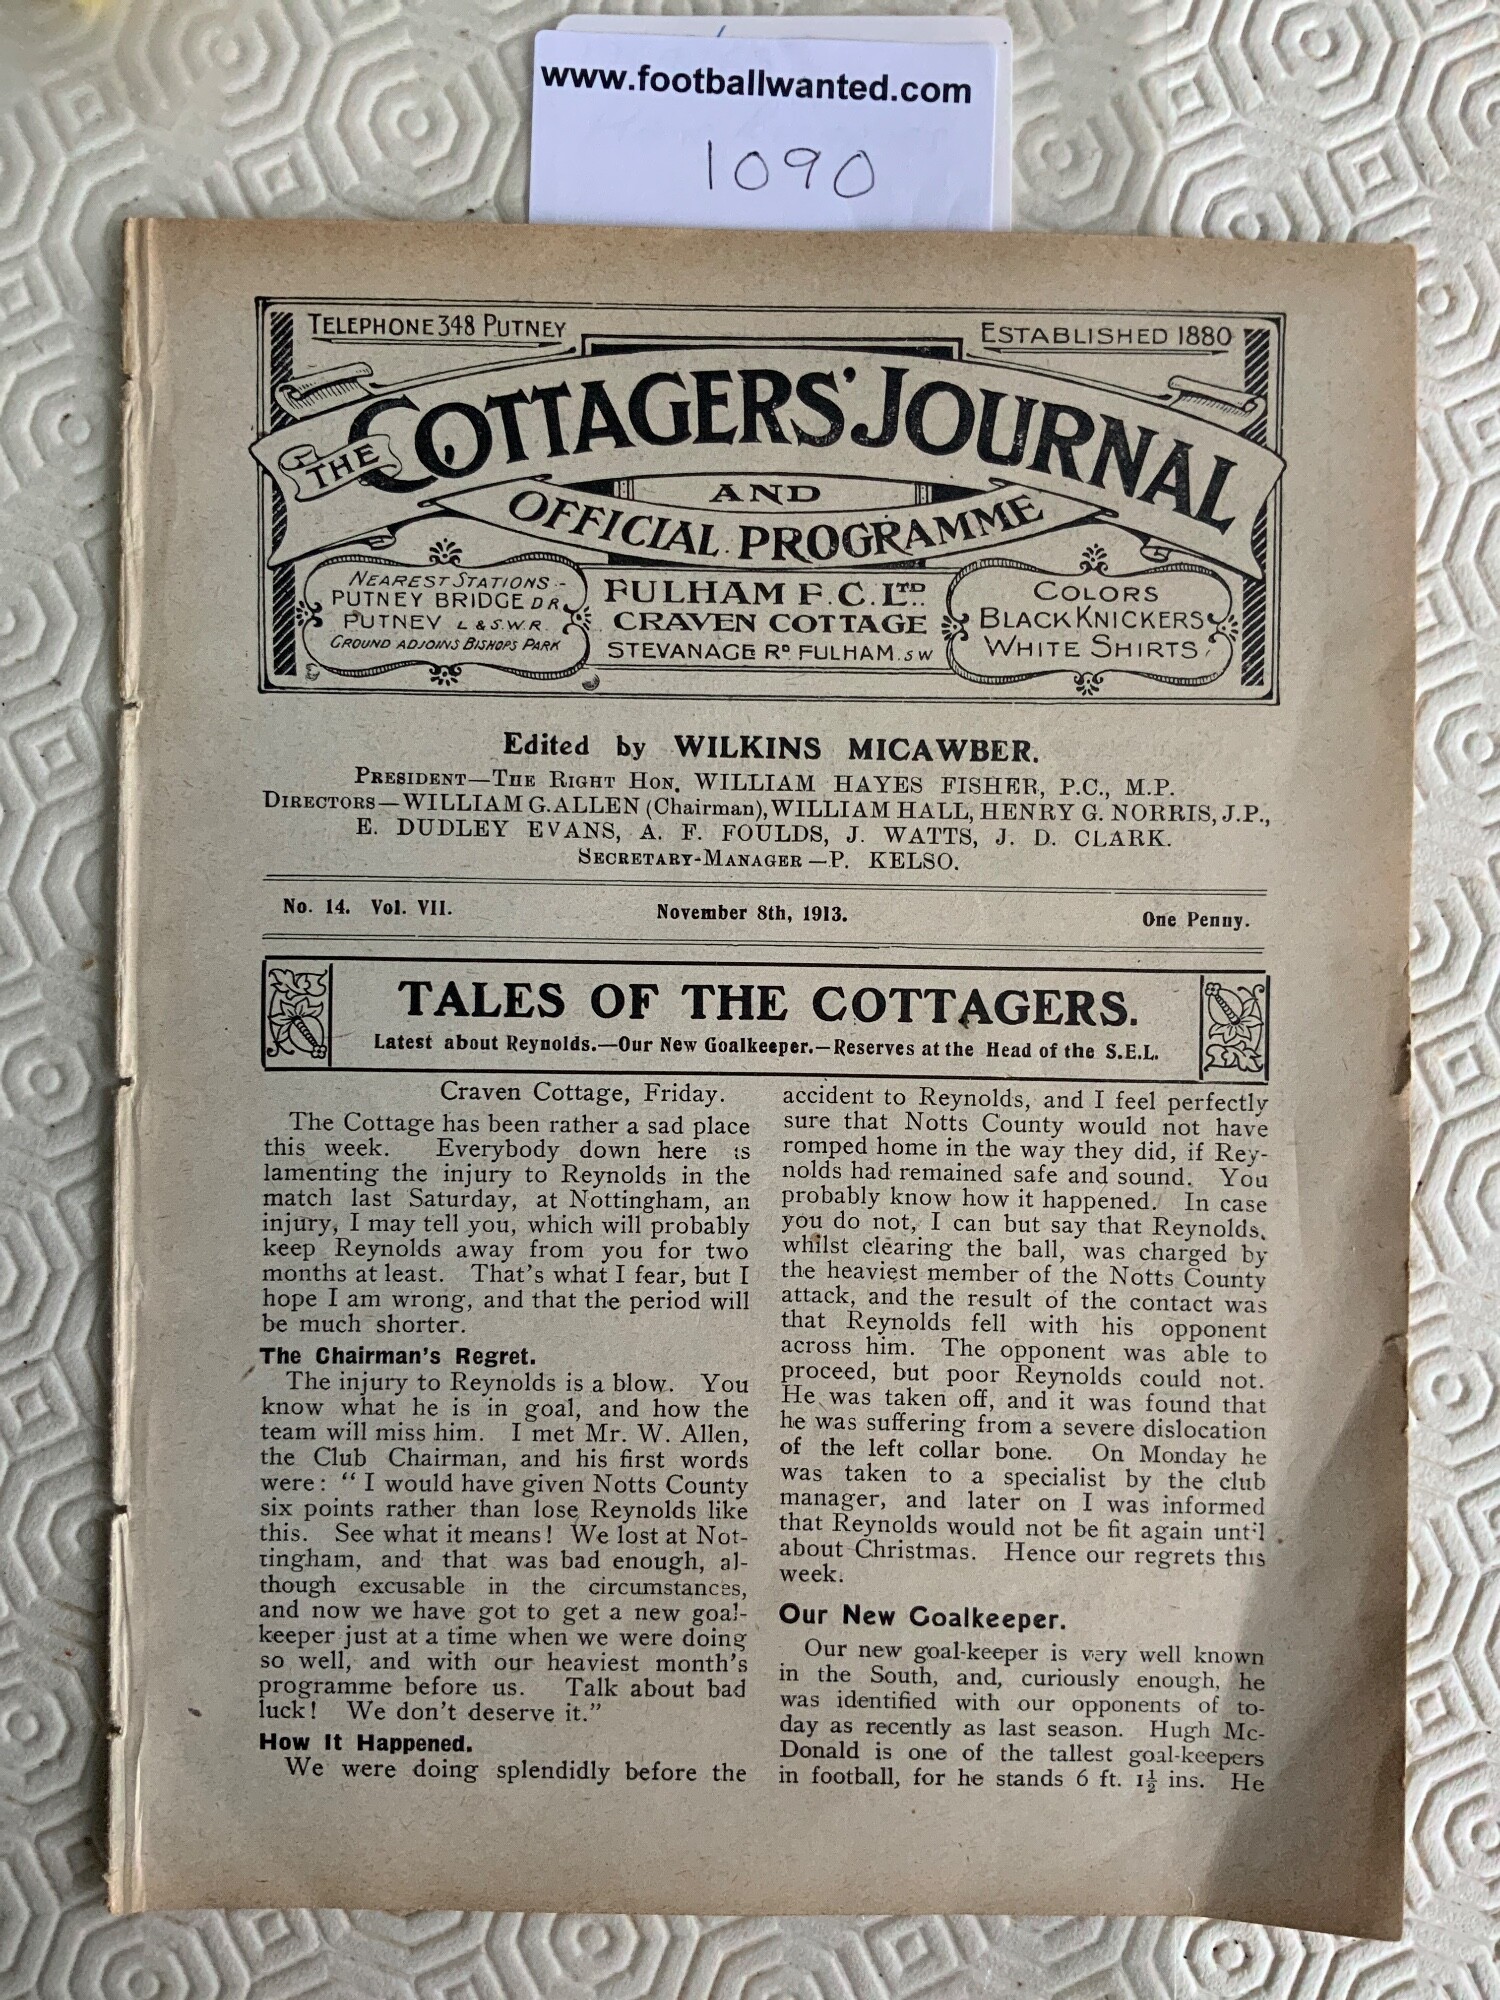 www.footballwanted.com
1090
TELEPHONE 348 PUTNEY
ESTABLISHED 1880
THE COTTAGERS' JOURNAL
AND
OFFICIAL PROGRAMME
NEAREST STATIONS:-
PUTNEY BRIDGE DR.
PUTNEY L & S.W.R.
GROUND ADJOINS BISHOPS PARK
FULHAM F.C. LTD.
CRAVEN COTTAGE
STEVANAGE RD FULHAM. SW
COLORS
BLACK KNICKERS
WHITE SHIRTS
Edited by WILKINS MICAWBER.
PRESIDENT—THE RIGHT HON. WILLIAM HAYES FISHER, P.C., M.P.
DIRECTORS—WILLIAM G. ALLEN (Chairman), WILLIAM HALL, HENRY G. NORRIS, J.P.,
E. DUDLEY EVANS, A. F. FOULDS, J. WATTS, J. D. CLARK.
SECRETARY-MANAGER—P. KELSO.
No. 14. Vol. VII. November 8th, 1913. One Penny.
TALES OF THE COTTAGERS.
Latest about Reynolds.—Our New Goalkeeper.—Reserves at the Head of the S.E.L.
Craven Cottage, Friday.
The Cottage has been rather a sad place
this week. Everybody down here is
lamenting the injury to Reynolds in the
match last Saturday, at Nottingham, an
injury, I may tell you, which will probably
keep Reynolds away from you for two
months at least. That's what I fear, but I
hope I am wrong, and that the period will
be much shorter.
The Chairman's Regret.
The injury to Reynolds is a blow. You
know what he is in goal, and how the
team will miss him. I met Mr. W. Allen,
the Club Chairman, and his first words
were: "I would have given Notts County
six points rather than lose Reynolds like
this. See what it means! We lost at Not-
tingham, and that was bad enough, al-
though excusable in the circumstances,
and now we have got to get a new goal-
keeper just at a time when we were doing
so well, and with our heaviest month's
programme before us. Talk about bad
luck! We don't deserve it."
How It Happened.
We were doing splendidly before the
accident to Reynolds, and I feel perfectly
sure that Notts County would not have
romped home in the way they did, if Rey-
nolds had remained safe and sound. You
probably know how it happened. In case
you do not, I can but say that Reynolds,
whilst clearing the ball, was charged by
the heaviest member of the Notts County
attack, and the result of the contact was
that Reynolds fell with his opponent
across him. The opponent was able to
proceed, but poor Reynolds could not.
He was taken off, and it was found that
he was suffering from a severe dislocation
of the left collar bone. On Monday he
was taken to a specialist by the club
manager, and later on I was informed
that Reynolds would not be fit again until
about Christmas. Hence our regrets this
week.
Our New Goalkeeper.
Our new goal-keeper is very well known
in the South, and, curiously enough, he
was identified with our opponents of to-
day as recently as last season. Hugh Mc-
Donald is one of the tallest goal-keepers
in football, for he stands 6 ft. 1½ ins. He